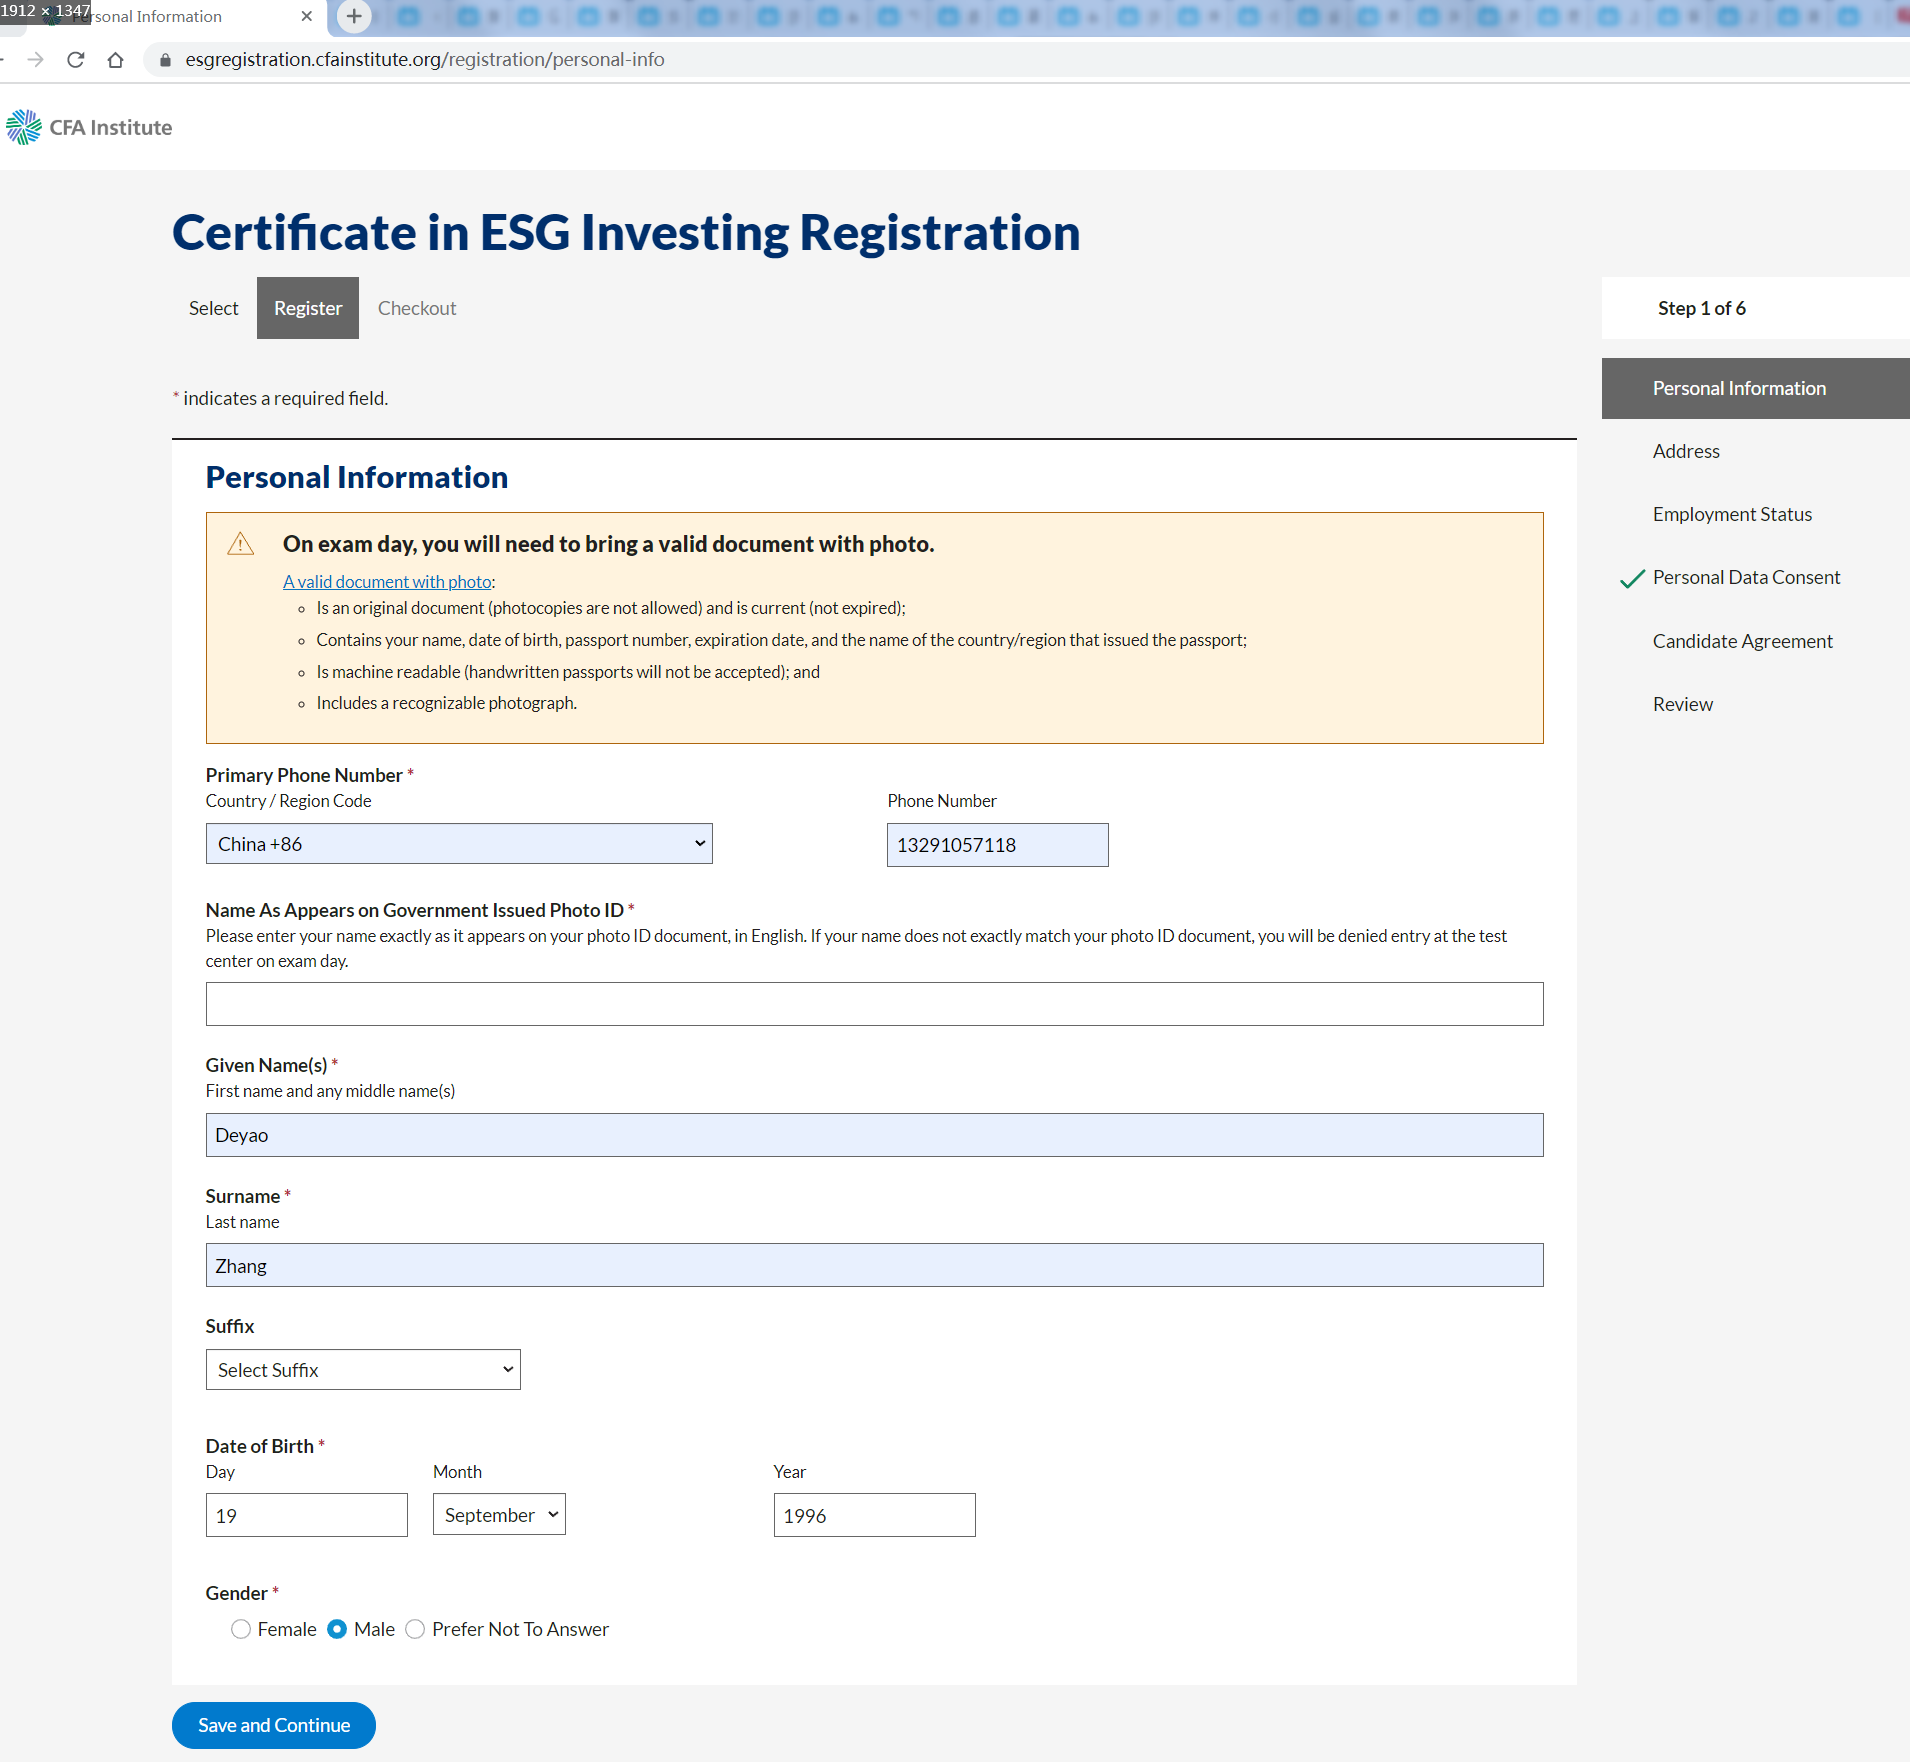 1912 × 1347
rsonal Information
esgregistration.cfainstitute.org/registration/personal-info
CFA Institute
Certificate in ESG Investing Registration
Select
Register
Checkout
Step 1 of 6
* indicates a required field.
Personal Information
Address
Employment Status
Personal Data Consent
Candidate Agreement
Review
Personal Information
On exam day, you will need to bring a valid document with photo.
A valid document with photo:
Is an original document (photocopies are not allowed) and is current (not expired);
Contains your name, date of birth, passport number, expiration date, and the name of the country/region that issued the passport;
Is machine readable (handwritten passports will not be accepted); and
Includes a recognizable photograph.
Primary Phone Number *
Country / Region Code
Phone Number
China +86
13291057118
Name As Appears on Government Issued Photo ID *
Please enter your name exactly as it appears on your photo ID document, in English. If your name does not exactly match your photo ID document, you will be denied entry at the test
center on exam day.
Given Name(s) *
First name and any middle name(s)
Deyao
Surname *
Last name
Zhang
Suffix
Select Suffix
Date of Birth *
Day
Month
Year
19
September
1996
Gender *
Female
Male
Prefer Not To Answer
Save and Continue